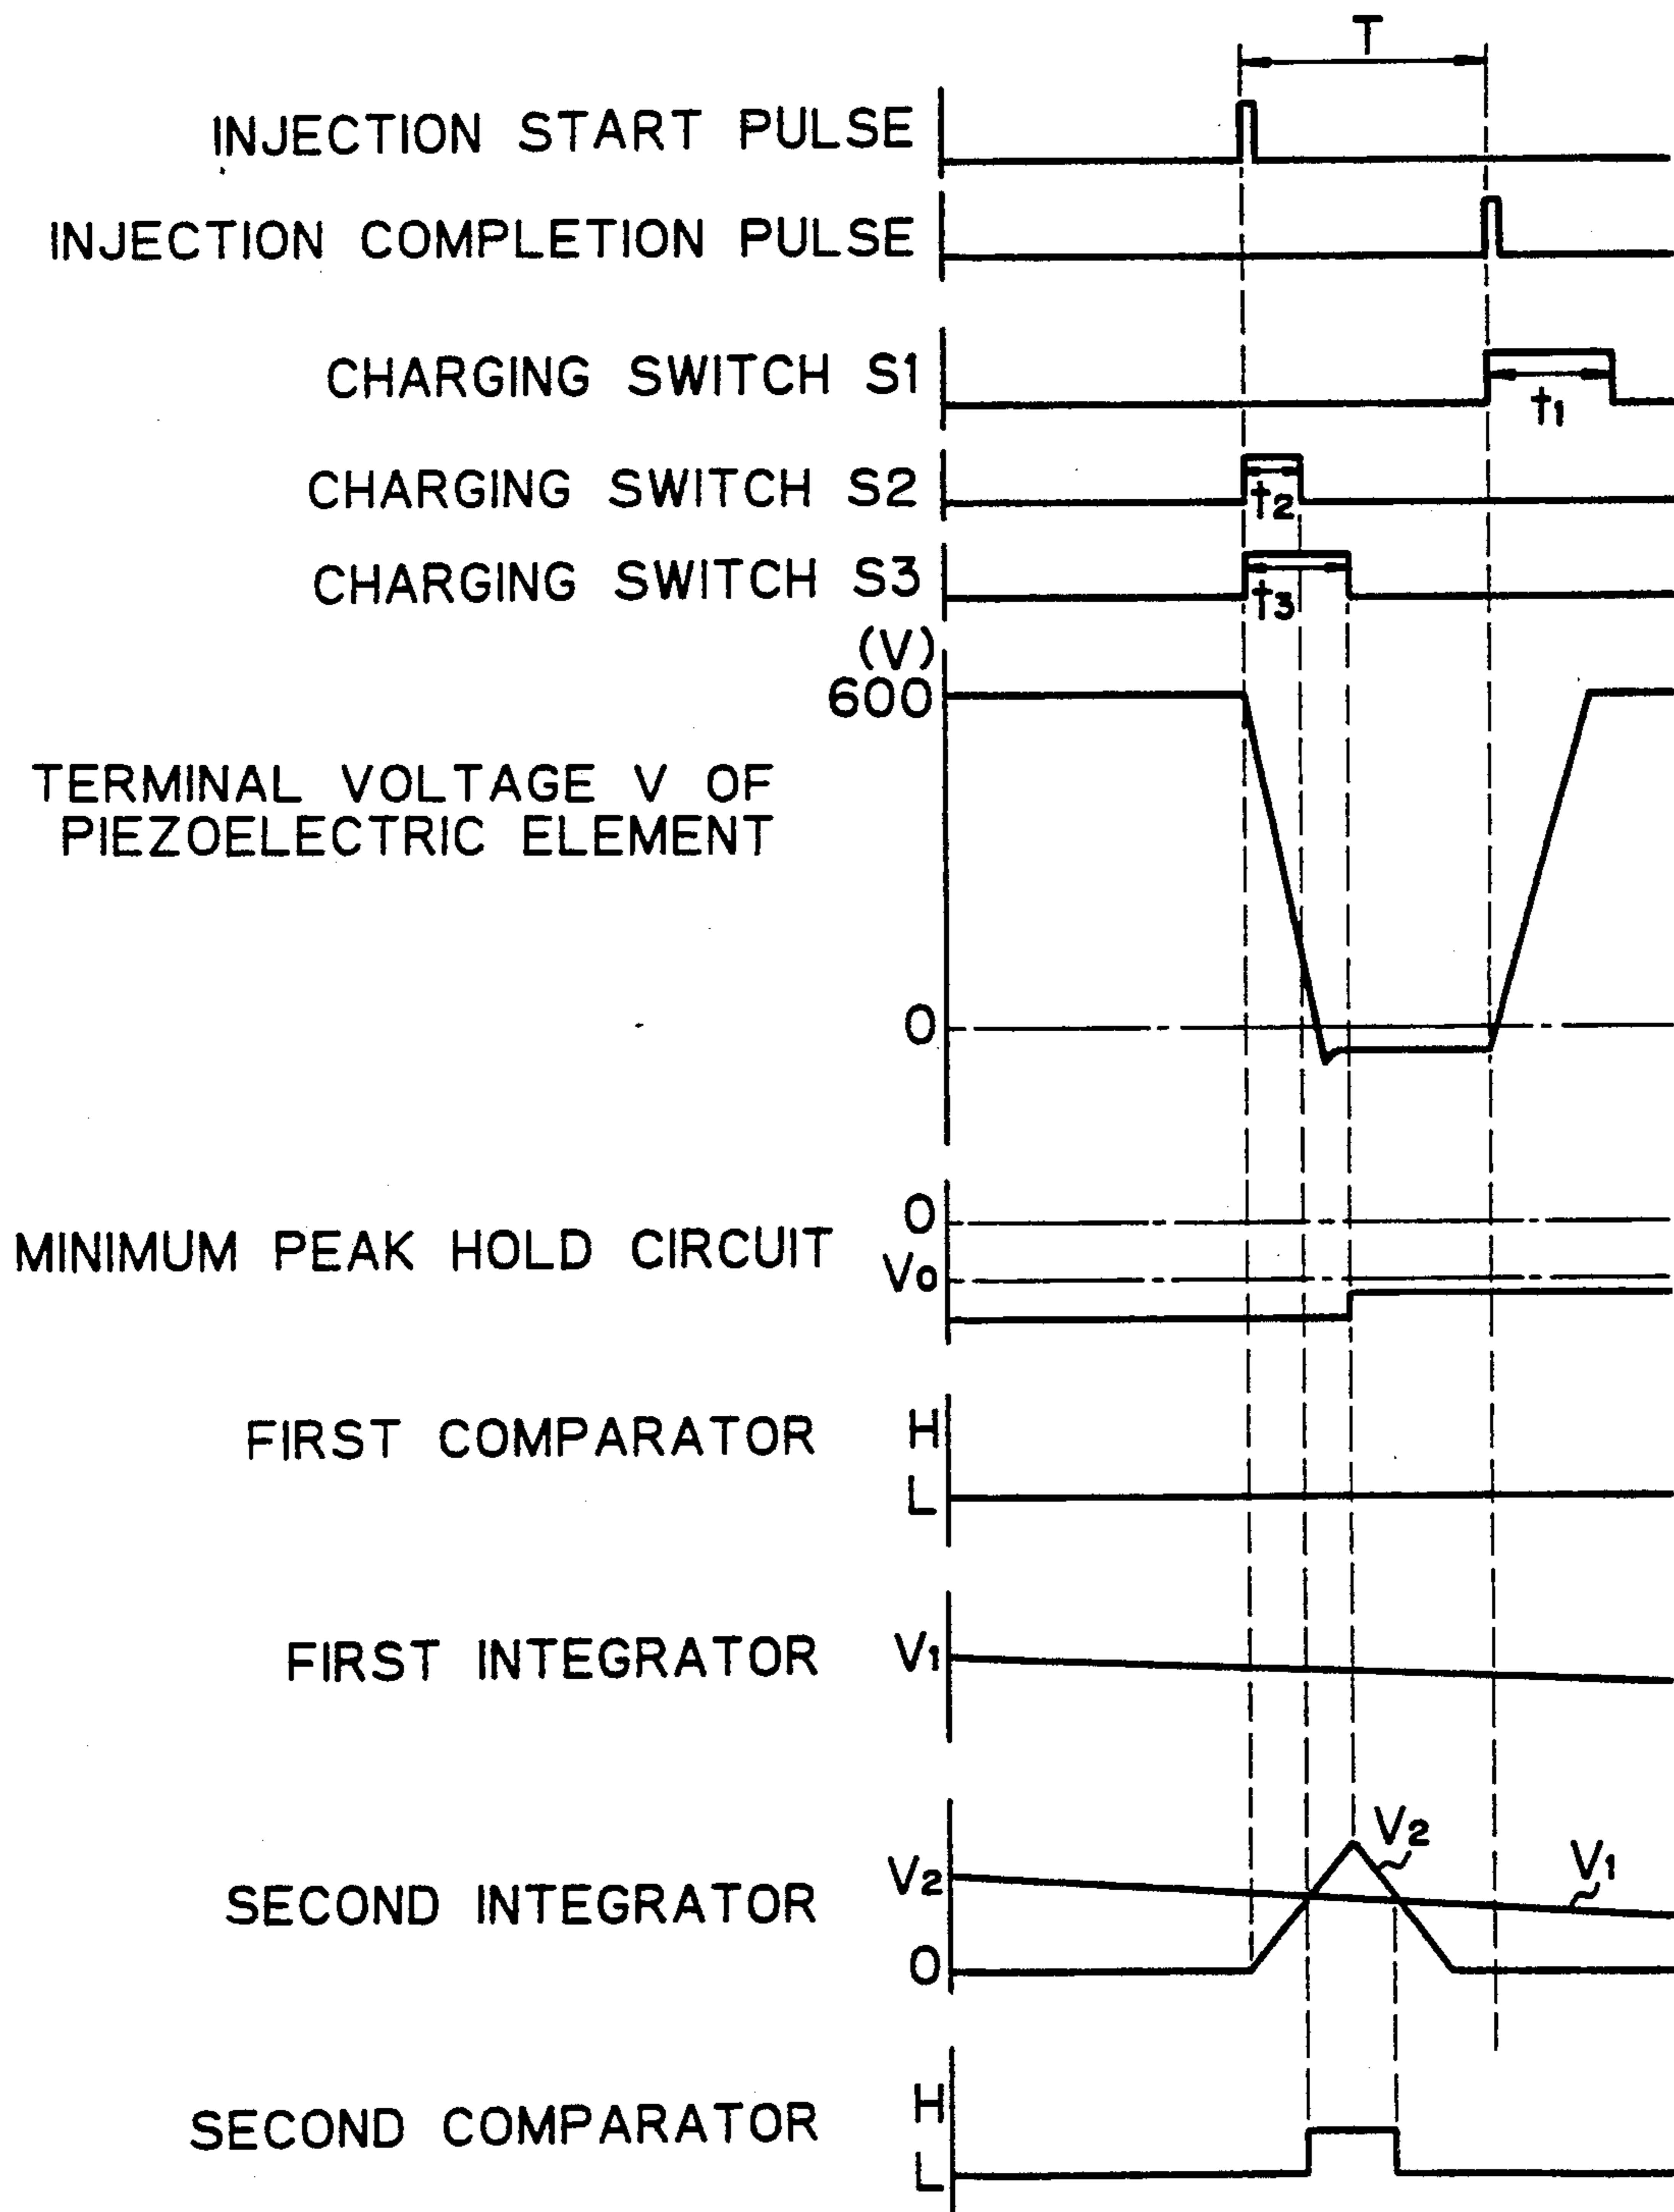 T
INJECTION START PULSE
INJECTION COMPLETION PULSE
CHARGING SWITCH S1
t1
CHARGING SWITCH S2
t2
CHARGING SWITCH S3
t3
(V)
600
TERMINAL VOLTAGE V OF
PIEZOELECTRIC ELEMENT
0
0
MINIMUM PEAK HOLD CIRCUIT
V0
FIRST COMPARATOR
H
L
FIRST INTEGRATOR
V1
SECOND INTEGRATOR
V2
0
V2
V1
SECOND COMPARATOR
H
L